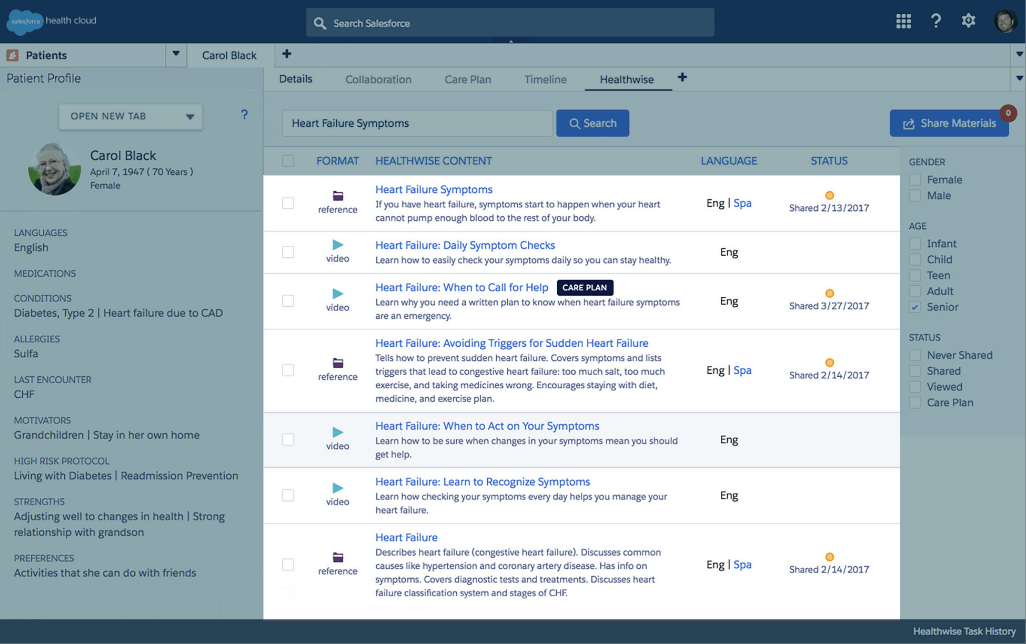 salesforce health cloud
Search Salesforce
?
Patients
Carol Black
+
Patient Profile
Details
Collaboration
Care Plan
Timeline
Healthwise
+
OPEN NEW TAB
?
Carol Black
April 7, 1947 ( 70 Years )
Female
LANGUAGES
English
MEDICATIONS
CONDITIONS
Diabetes, Type 2 | Heart failure due to CAD
ALLERGIES
Sulfa
LAST ENCOUNTER
CHF
MOTIVATORS
Grandchildren | Stay in her own home
HIGH RISK PROTOCOL
Living with Diabetes | Readmission Prevention
STRENGTHS
Adjusting well to changes in health | Strong
relationship with grandson
PREFERENCES
Activities that she can do with friends
Heart Failure Symptoms
Search
Share Materials
0
FORMAT
HEALTHWISE CONTENT
LANGUAGE
STATUS
reference
Heart Failure Symptoms
If you have heart failure, symptoms start to happen when your heart
cannot pump enough blood to the rest of your body.
Eng | Spa
Shared 2/13/2017
video
Heart Failure: Daily Symptom Checks
Learn how to easily check your symptoms daily so you can stay healthy.
Eng
video
Heart Failure: When to Call for Help CARE PLAN
Learn why you need a written plan to know when heart failure symptoms
are an emergency.
Eng
Shared 3/27/2017
reference
Heart Failure: Avoiding Triggers for Sudden Heart Failure
Tells how to prevent sudden heart failure. Covers symptoms and lists
triggers that lead to congestive heart failure: too much salt, too much
exercise, and taking medicines wrong. Encourages staying with diet,
medicine, and exercise plan.
Eng | Spa
Shared 2/14/2017
video
Heart Failure: When to Act on Your Symptoms
Learn how to be sure when changes in your symptoms mean you should
get help.
Eng
video
Heart Failure: Learn to Recognize Symptoms
Learn how checking your symptoms every day helps you manage your
heart failure.
Eng
reference
Heart Failure
Describes heart failure (congestive heart failure). Discusses common
causes like hypertension and coronary artery disease. Has info on
symptoms. Covers diagnostic tests and treatments. Discusses heart
failure classification system and stages of CHF.
Eng | Spa
Shared 2/14/2017
GENDER
Female
Male
AGE
Infant
Child
Teen
Adult
Senior
STATUS
Never Shared
Shared
Viewed
Care Plan
Healthwise Task History